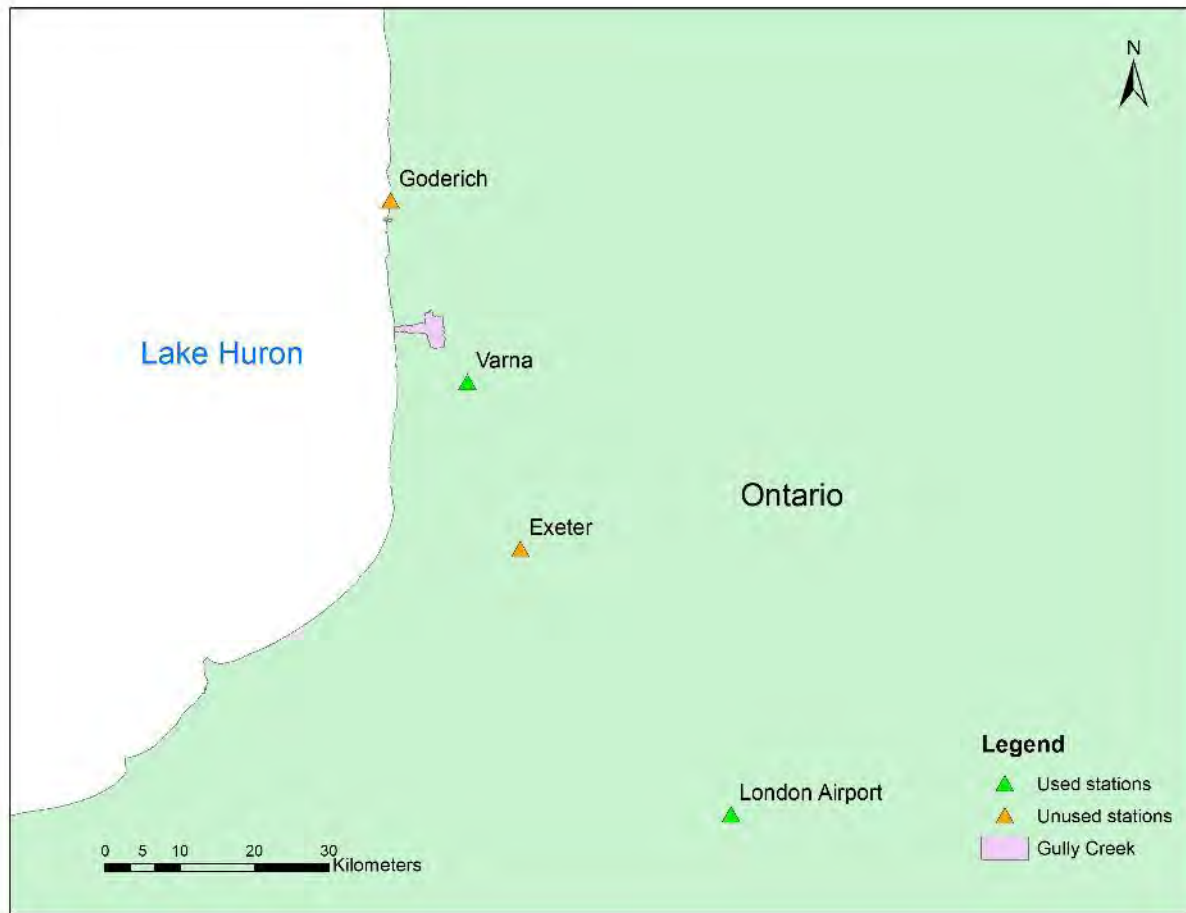 N
Goderich
Lake Huron
Varna
Ontario
Exeter
Legend
London Airport
Used stations
Unused stations
Gully Creek
0 5 10 20 30
Kilometers